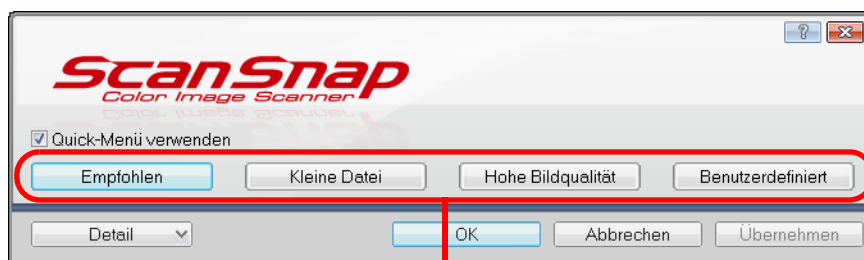 ScanSnap
Color Image Scanner
Quick-Menü verwenden
Empfohlen Kleine Datei Hohe Bildqualität Benutzerdefiniert
Detail OK Abbrechen Übernehmen